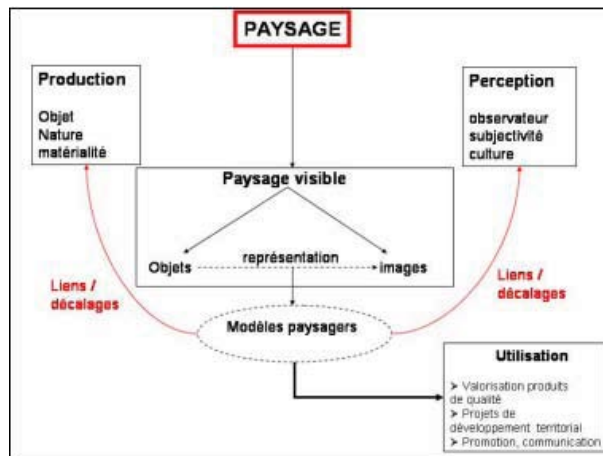 PAYSAGE
Production
Objet
Nature
matérialité
Perception
observateur
subjectivité
culture
Paysage visible
représentation
Objets
images
Liens /
décalages
Liens /
décalages
Modèles paysagers
Utilisation
➤ Valorisation produits
de qualité
➤ Projets de
développement territorial
➤ Promotion, communication